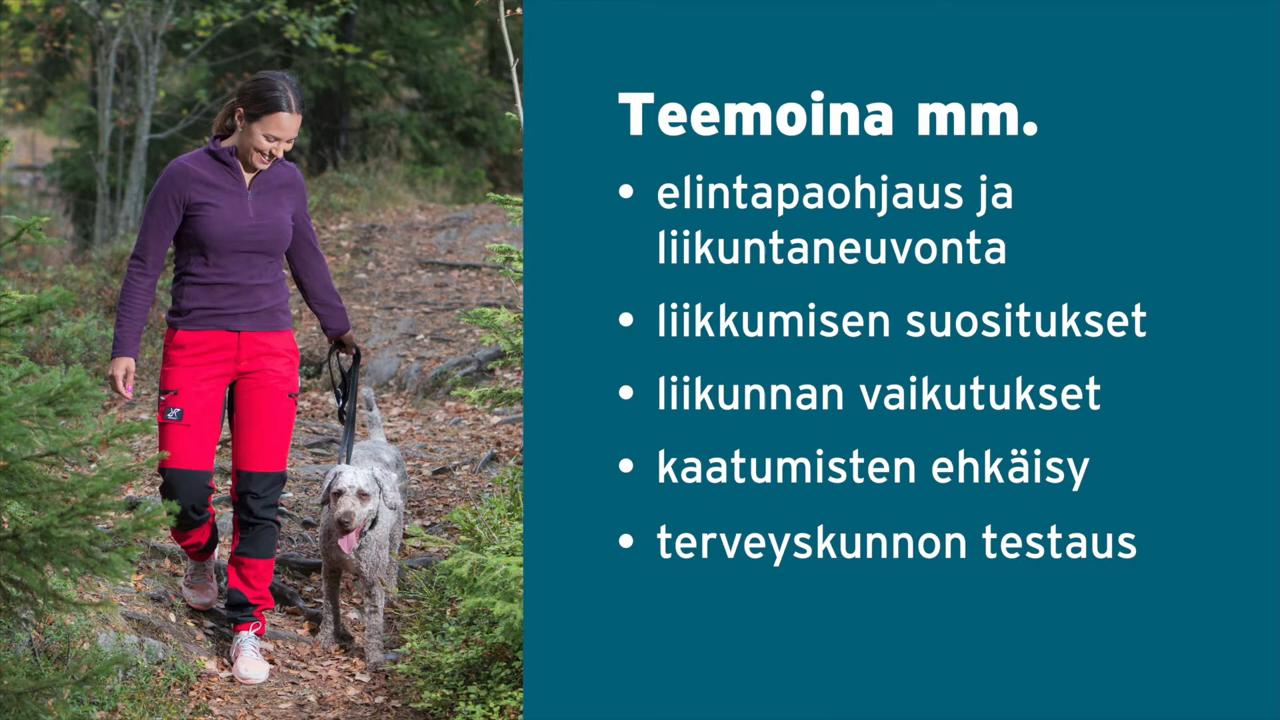 Teemoina mm.
• elintapaohjaus ja
liikuntaneuvonta
• liikkumisen suositukset
• liikunnan vaikutukset
• kaatumisten ehkäisy
• terveyskunnon testaus